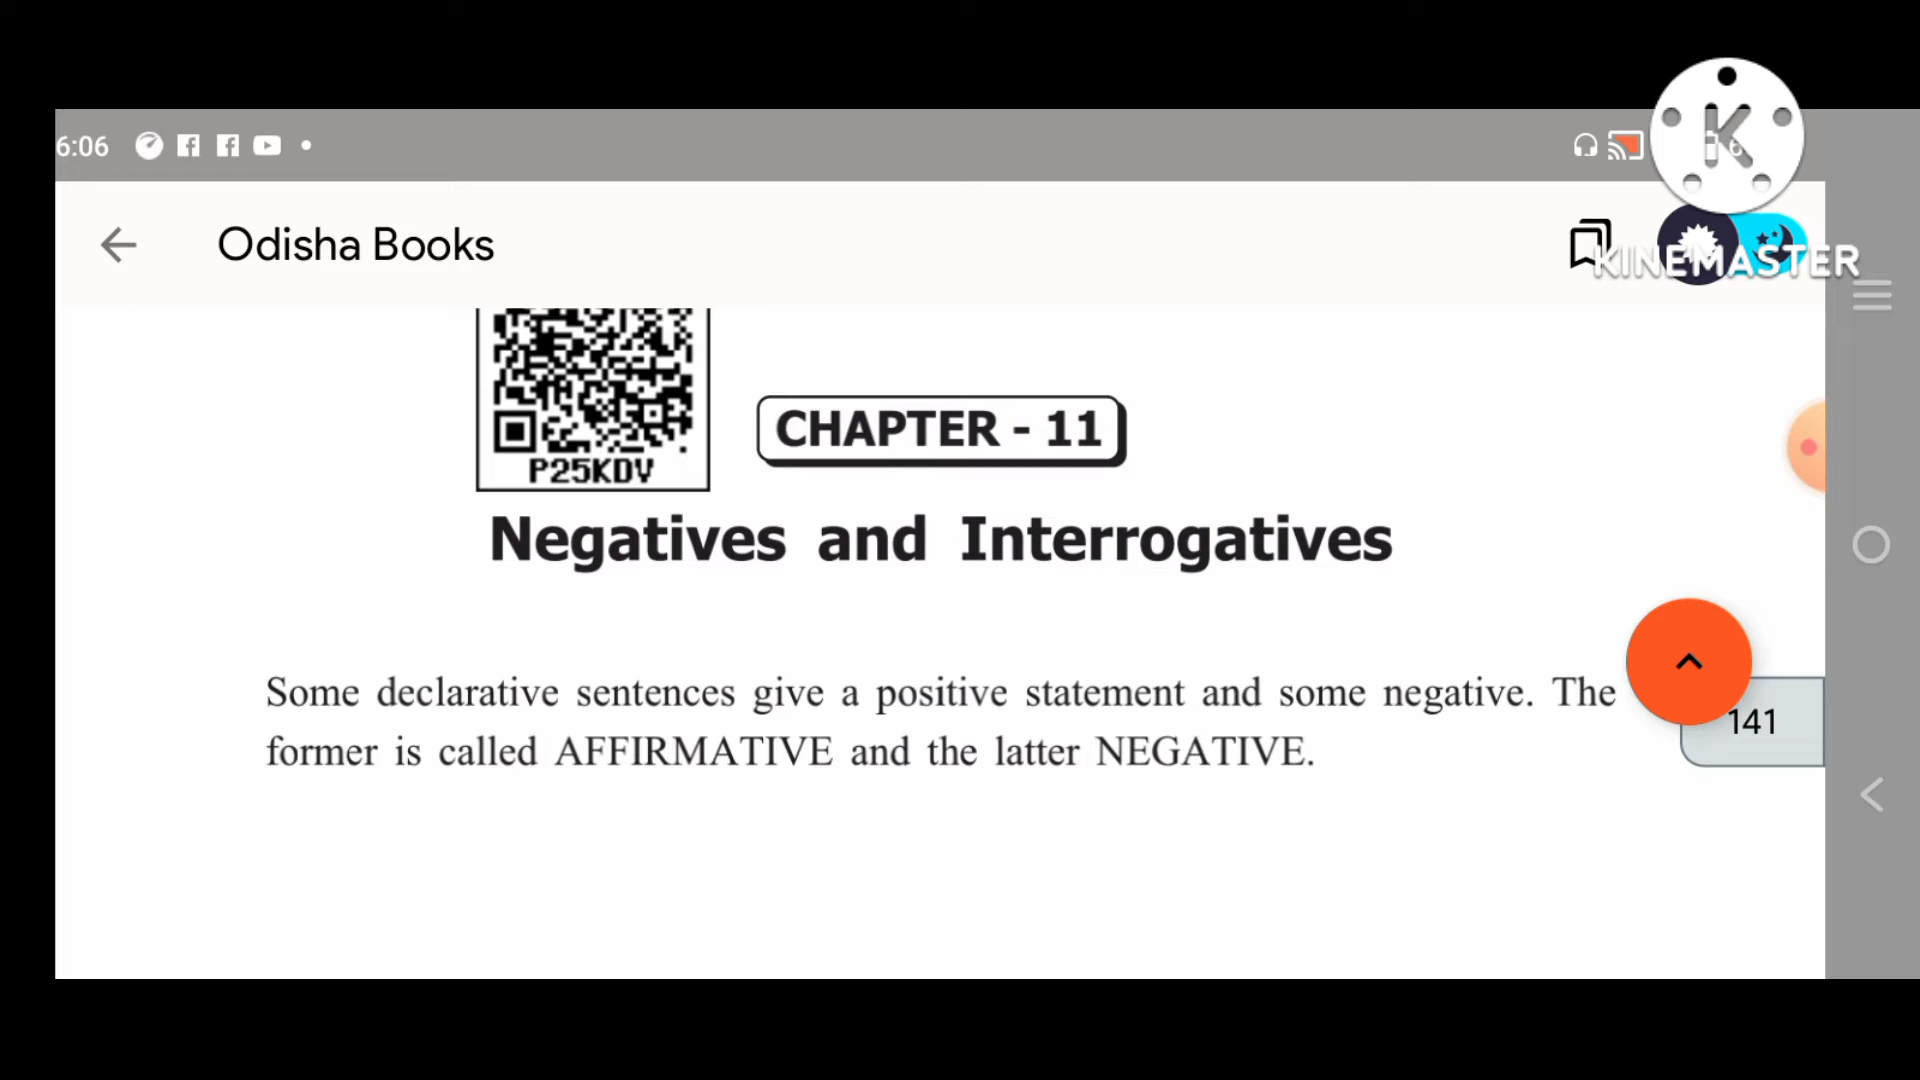 6:06
Odisha Books
KINEMASTER
P25KDV
CHAPTER - 11
Negatives and Interrogatives
Some declarative sentences give a positive statement and some negative. The
former is called AFFIRMATIVE and the latter NEGATIVE.
141